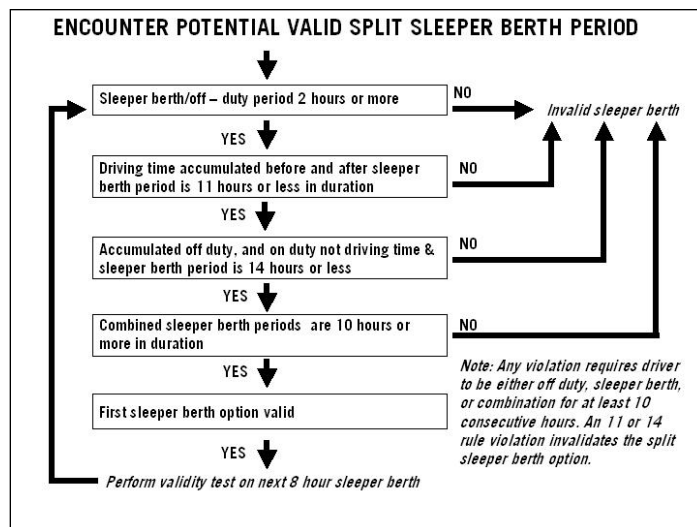 ENCOUNTER POTENTIAL VALID SPLIT SLEEPER BERTH PERIOD
Sleeper berth/off – duty period 2 hours or more
NO
Invalid sleeper berth
YES
Driving time accumulated before and after sleeper
berth period is 11 hours or less in duration
NO
YES
Accumulated off duty, and on duty not driving time &
sleeper berth period is 14 hours or less
NO
YES
Combined sleeper berth periods are 10 hours or
more in duration
NO
YES
First sleeper berth option valid
YES
Perform validity test on next 8 hour sleeper berth
Note: Any violation requires driver
to be either off duty, sleeper berth,
or combination for at least 10
consecutive hours. An 11 or 14
rule violation invalidates the split
sleeper berth option.